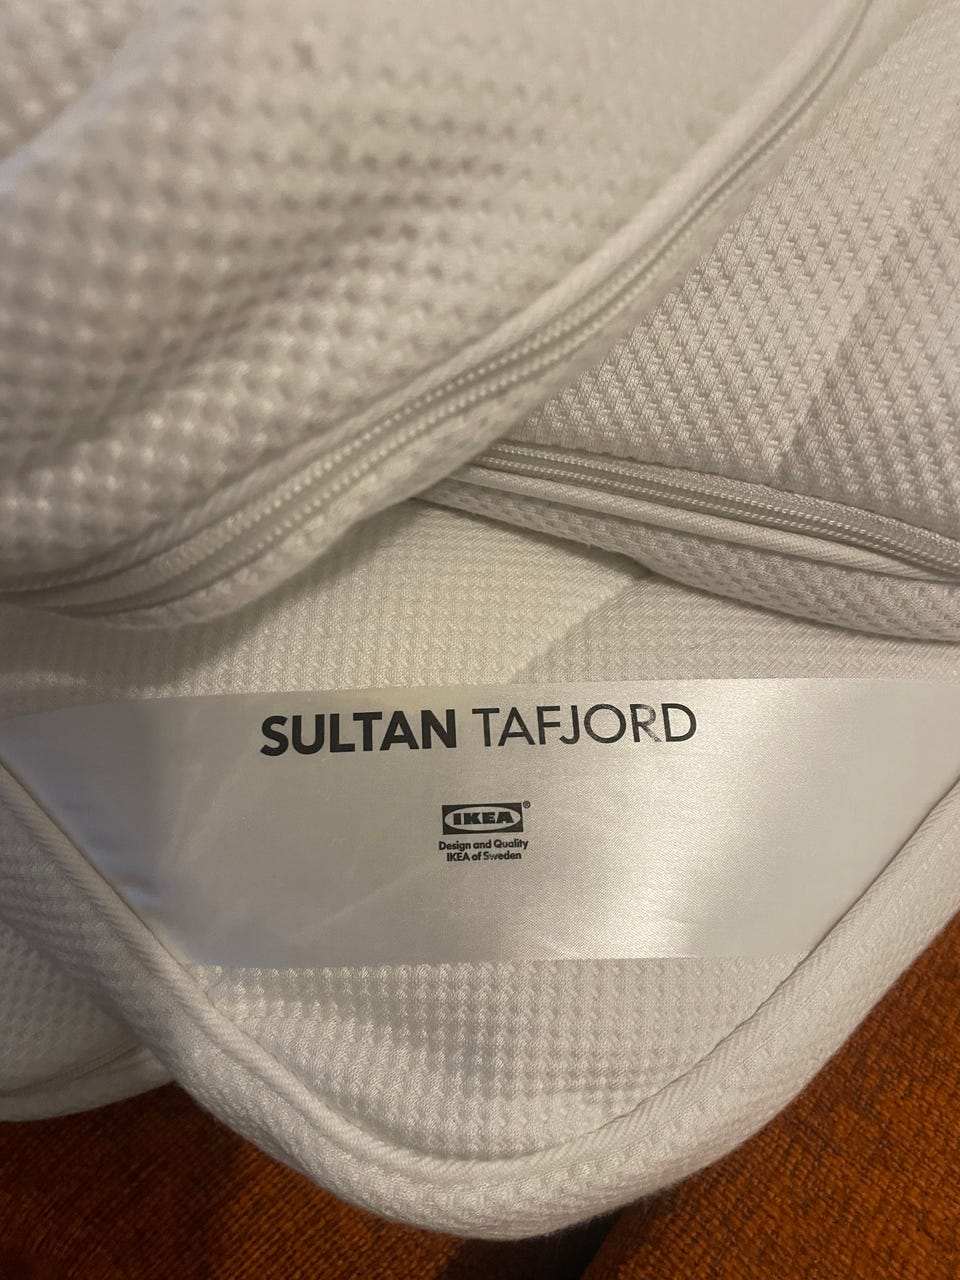 SULTAN TAFJORD
IKEA®
Design and Quality
IKEA of Sweden